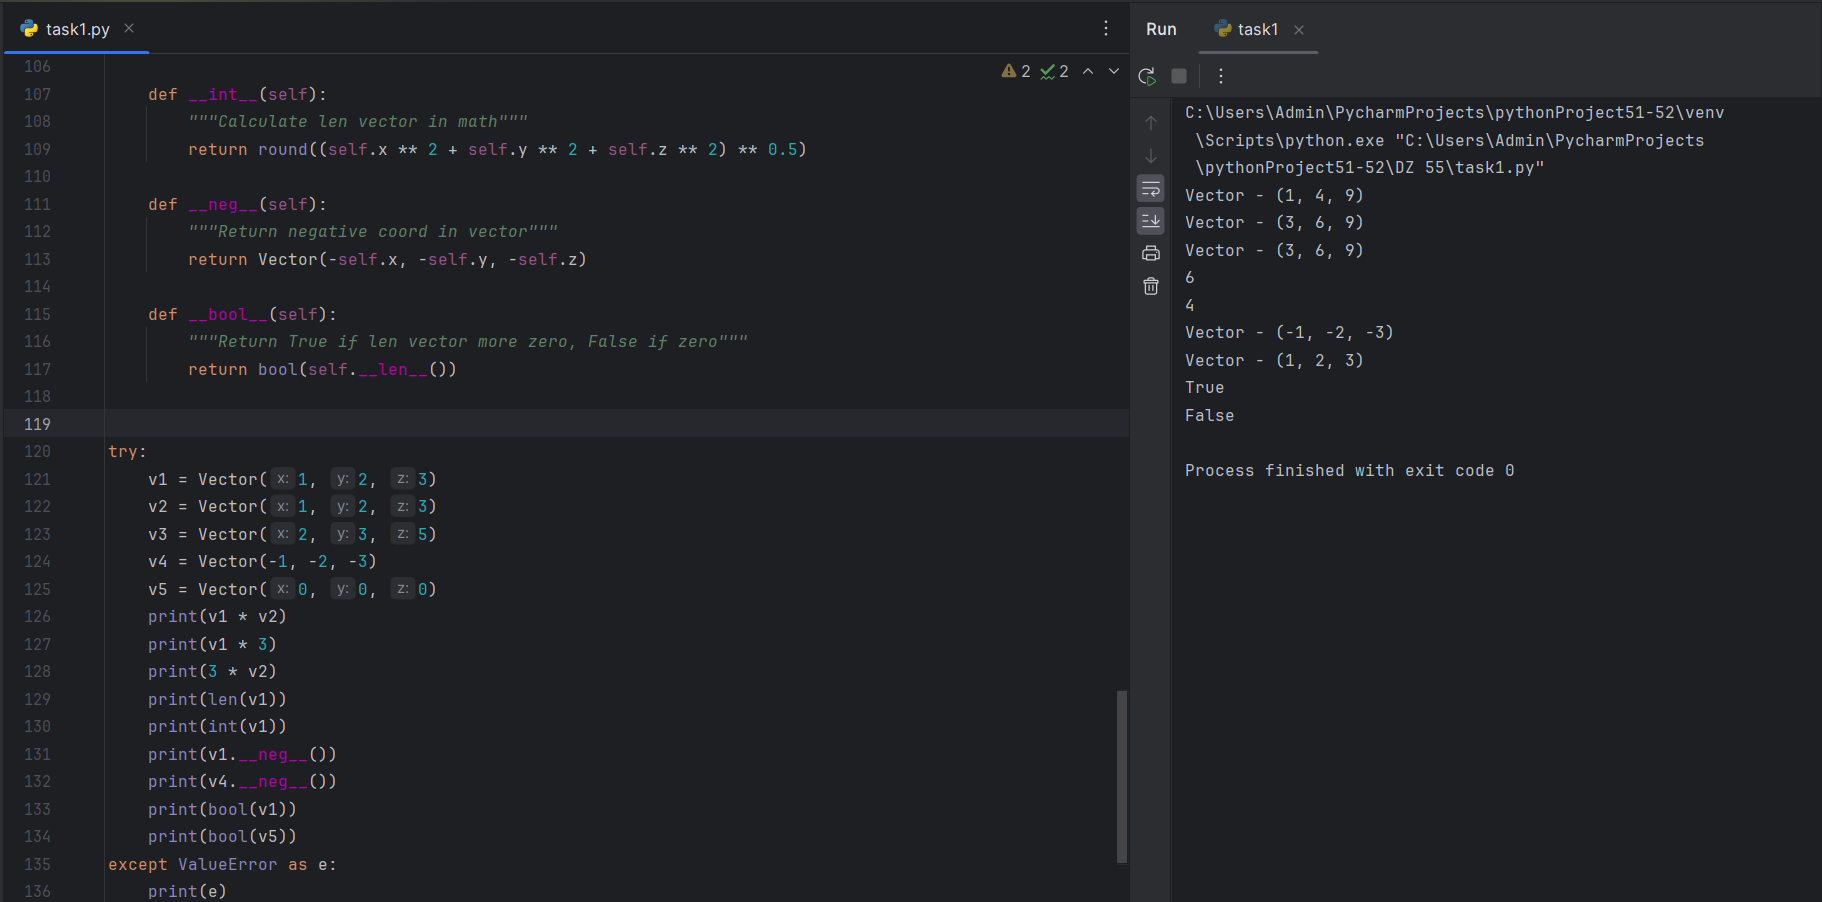 task1.py
2 2
106
107 def __int__(self):
108 """Calculate len vector in math"""
109 return round((self.x ** 2 + self.y ** 2 + self.z ** 2) ** 0.5)
110
111 def __neg__(self):
112 """Return negative coord in vector"""
113 return Vector(-self.x, -self.y, -self.z)
114
115 def __bool__(self):
116 """Return True if len vector more zero, False if zero"""
117 return bool(self.__len__())
118
119
120 try:
121 v1 = Vector(x: 1, y: 2, z: 3)
122 v2 = Vector(x: 1, y: 2, z: 3)
123 v3 = Vector(x: 2, y: 3, z: 5)
124 v4 = Vector(-1, -2, -3)
125 v5 = Vector(x: 0, y: 0, z: 0)
126 print(v1 * v2)
127 print(v1 * 3)
128 print(3 * v2)
129 print(len(v1))
130 print(int(v1))
131 print(v1.__neg__())
132 print(v4.__neg__())
133 print(bool(v1))
134 print(bool(v5))
135 except ValueError as e:
136 print(e)
Run task1
C:\Users\Admin\PycharmProjects\pythonProject51-52\venv
\Scripts\python.exe "C:\Users\Admin\PycharmProjects
\pythonProject51-52\DZ 55\task1.py"
Vector - (1, 4, 9)
Vector - (3, 6, 9)
Vector - (3, 6, 9)
6
4
Vector - (-1, -2, -3)
Vector - (1, 2, 3)
True
False
Process finished with exit code 0